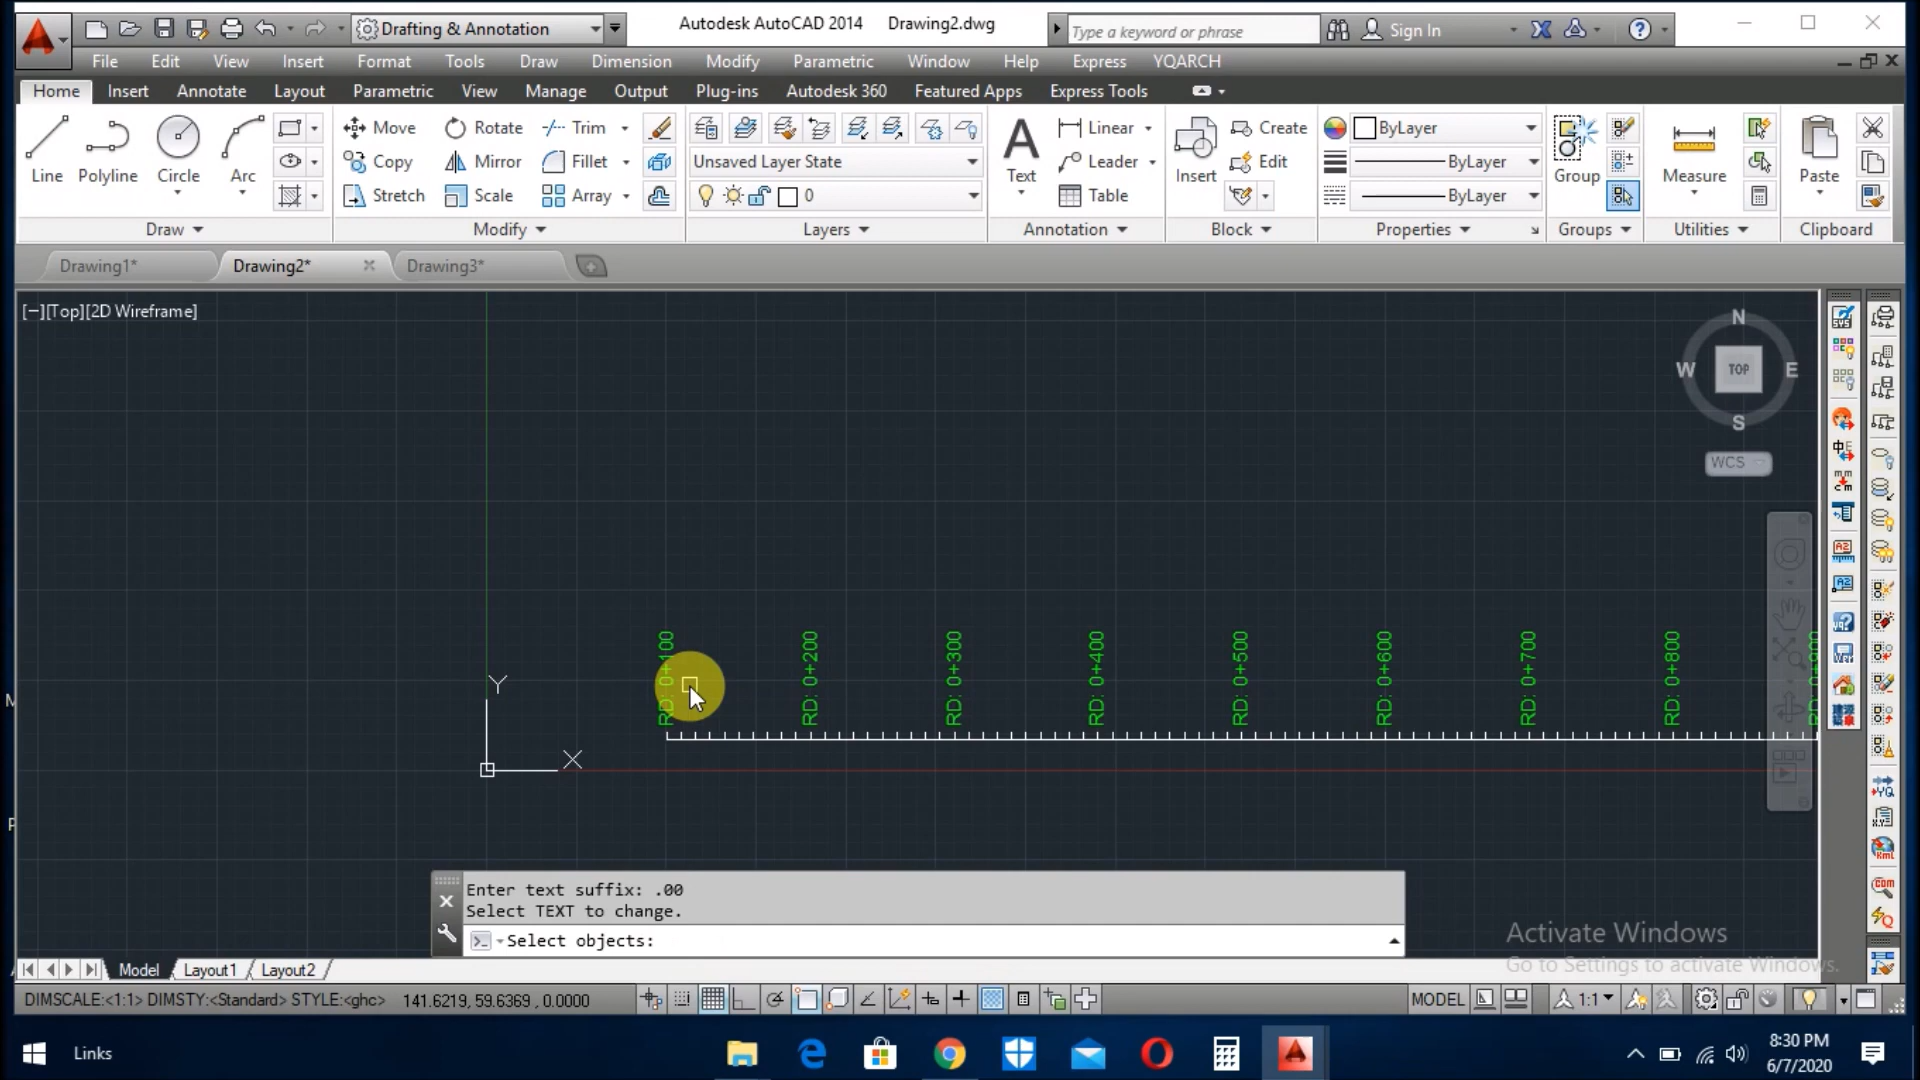 Drafting & Annotation
Autodesk AutoCAD 2014 Drawing2.dwg
Type a keyword or phrase
Sign In
File Edit View Insert Format Tools Draw Dimension Modify Parametric Window Help Express YQARCH
Home Insert Annotate Layout Parametric View Manage Output Plug-ins Autodesk 360 Featured Apps Express Tools
Line Polyline Circle Arc
Move Rotate Trim
Copy Mirror Fillet
Stretch Scale Array
Unsaved Layer State
0
Text
Linear
Leader
Table
Insert
Create
Edit
ByLayer
ByLayer
ByLayer
Group
Measure
Paste
Draw Modify Layers Annotation Block Properties Groups Utilities Clipboard
Drawing1* Drawing2* Drawing3*
[−][Top][2D Wireframe]
N
W TOP E
S
WCS
RD: 0+100
RD: 0+200
RD: 0+300
RD: 0+400
RD: 0+500
RD: 0+600
RD: 0+700
RD: 0+800
Y
X
Enter text suffix: .00
Select TEXT to change.
Select objects:
Activate Windows
Go to Settings to activate Windows.
Model Layout1 Layout2
DIMSCALE:<1:1> DIMSTY:<Standard> STYLE:<ghc> 141.6219, 59.6369 , 0.0000
MODEL
1:1
Links
8:30 PM
6/7/2020